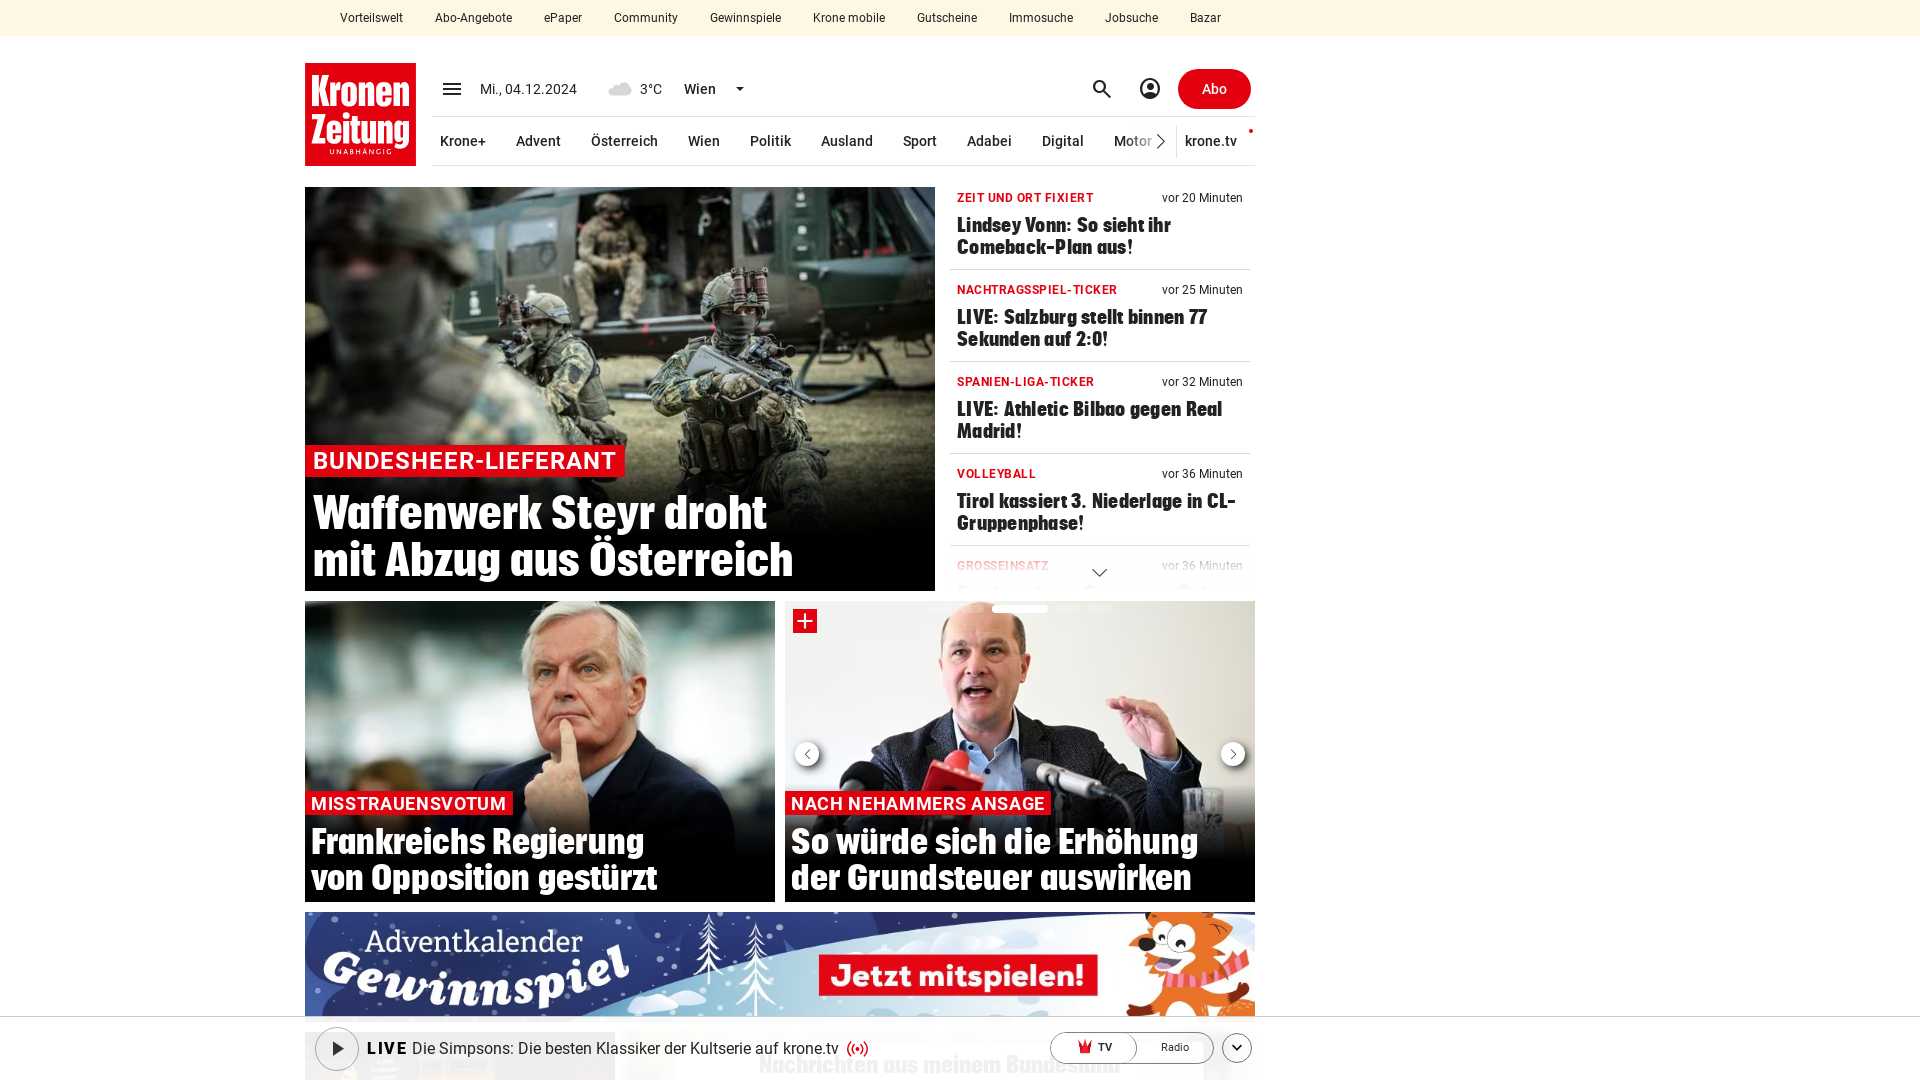 Vorteilswelt Abo-Angebote ePaper Community Gewinnspiele Krone mobile Gutscheine Immosuche Jobsuche Bazar
Kronen
Zeitung
UNABHÄNGIG
Mi., 04.12.2024 3°C Wien
Abo
Krone+ Advent Österreich Wien Politik Ausland Sport Adabei Digital Motor krone.tv
BUNDESHEER-LIEFERANT
Waffenwerk Steyr droht
mit Abzug aus Österreich
ZEIT UND ORT FIXIERT vor 20 Minuten
Lindsey Vonn: So sieht ihr
Comeback-Plan aus!
NACHTRAGSSPIEL-TICKER vor 25 Minuten
LIVE: Salzburg stellt binnen 77
Sekunden auf 2:0!
SPANIEN-LIGA-TICKER vor 32 Minuten
LIVE: Athletic Bilbao gegen Real
Madrid!
VOLLEYBALL vor 36 Minuten
Tirol kassiert 3. Niederlage in CL-
Gruppenphase!
GROSSEINSATZ vor 36 Minuten
MISSTRAUENSVOTUM
Frankreichs Regierung
von Opposition gestürzt
NACH NEHAMMERS ANSAGE
So würde sich die Erhöhung
der Grundsteuer auswirken
Adventkalender
Gewinnspiel
Jetzt mitspielen!
LIVE Die Simpsons: Die besten Klassiker der Kultserie auf krone.tv
TV Radio
Nachrichten aus meinem Bundesland